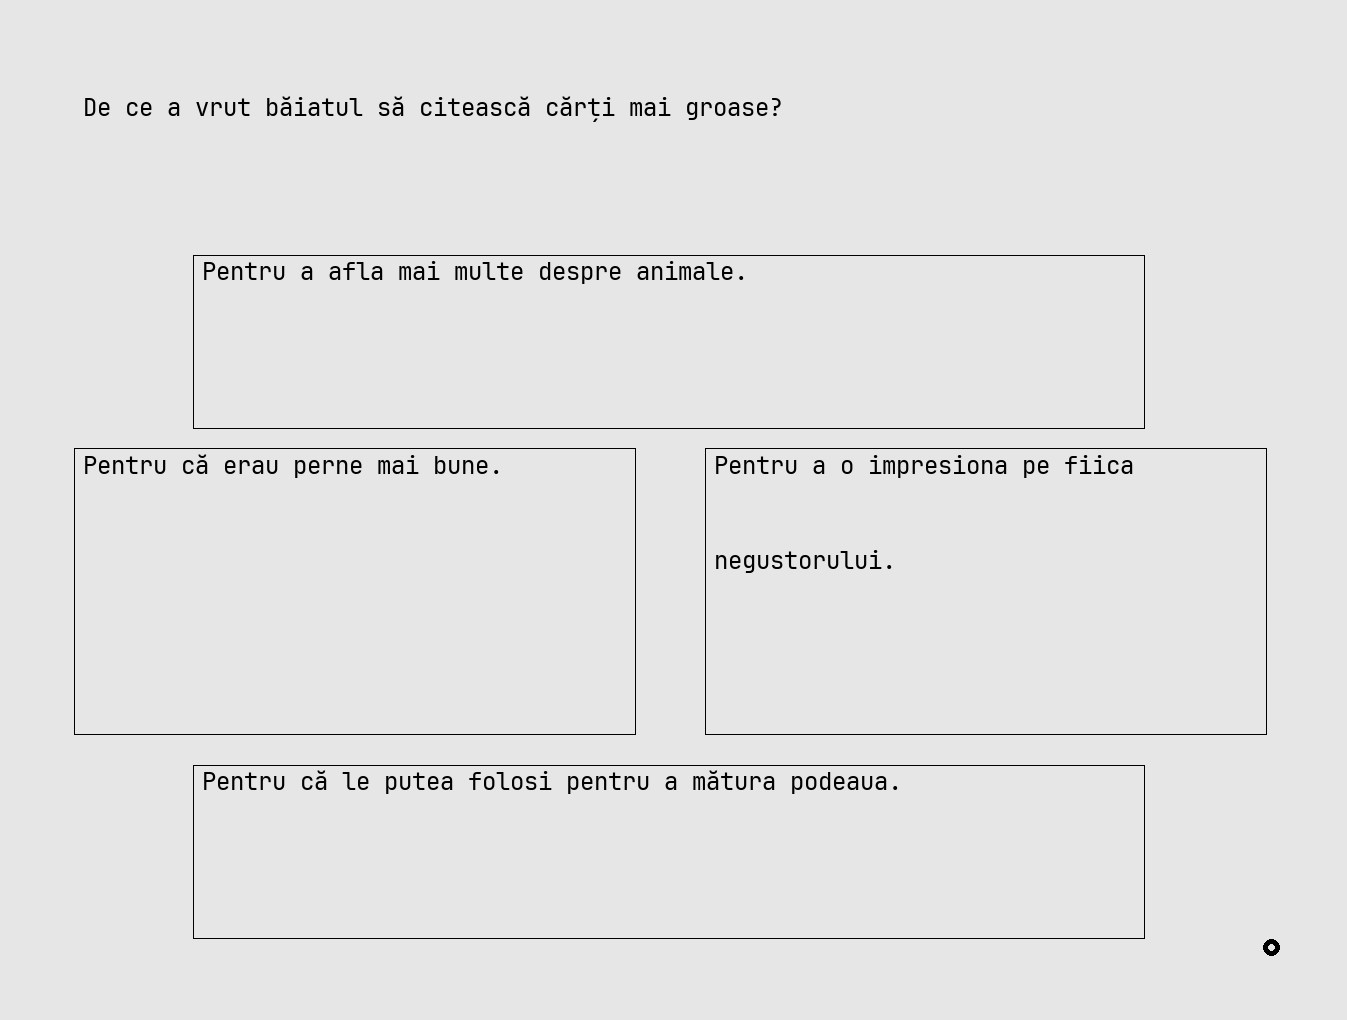 De ce a vrut băiatul să citească cărți mai groase?
Pentru a afla mai multe despre animale.
Pentru că erau perne mai bune.
Pentru a o impresiona pe fiica
negustorului.
Pentru că le putea folosi pentru a mătura podeaua.